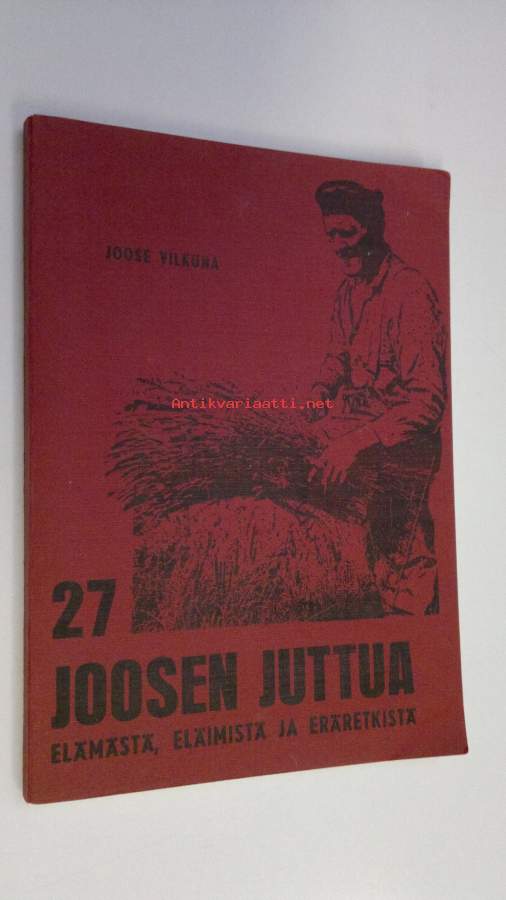 JOOSE VILKUNA
Antikvariaatti.net
27
JOOSEN JUTTUA
ELÄMÄSTÄ, ELÄIMISTÄ JA ERÄRETKISTÄ